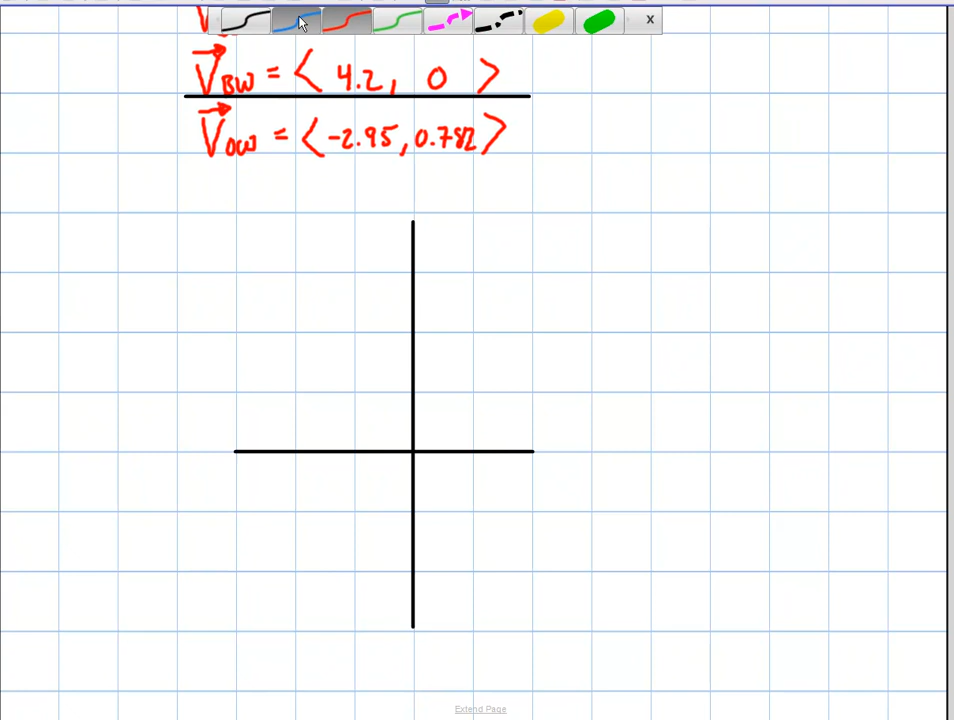 V⃗BW = ⟨ 4.2, 0 ⟩
V⃗OW = ⟨-2.95, 0.782⟩
Extend Page